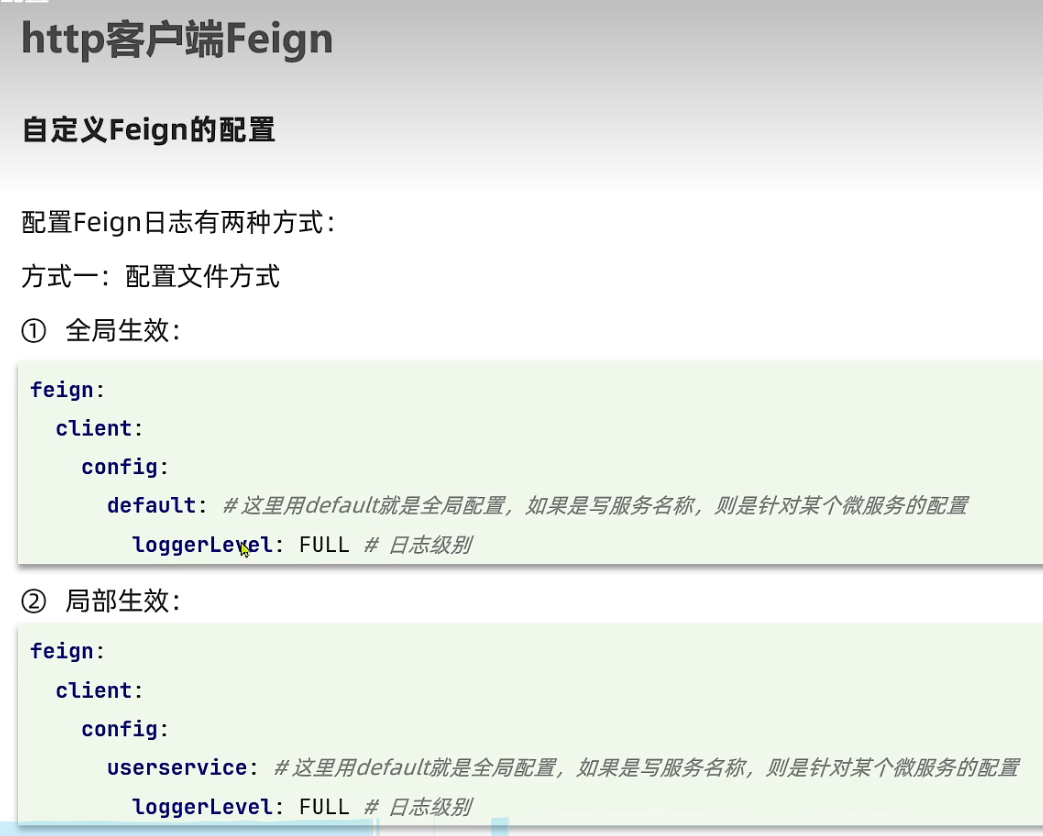 http客户端Feign
自定义Feign的配置
配置Feign日志有两种方式：
方式一：配置文件方式
① 全局生效：
feign:
  client:
    config:
      default: # 这里用default就是全局配置，如果是写服务名称，则是针对某个微服务的配置
        loggerLevel: FULL # 日志级别
② 局部生效：
feign:
  client:
    config:
      userservice: # 这里用default就是全局配置，如果是写服务名称，则是针对某个微服务的配置
        loggerLevel: FULL # 日志级别